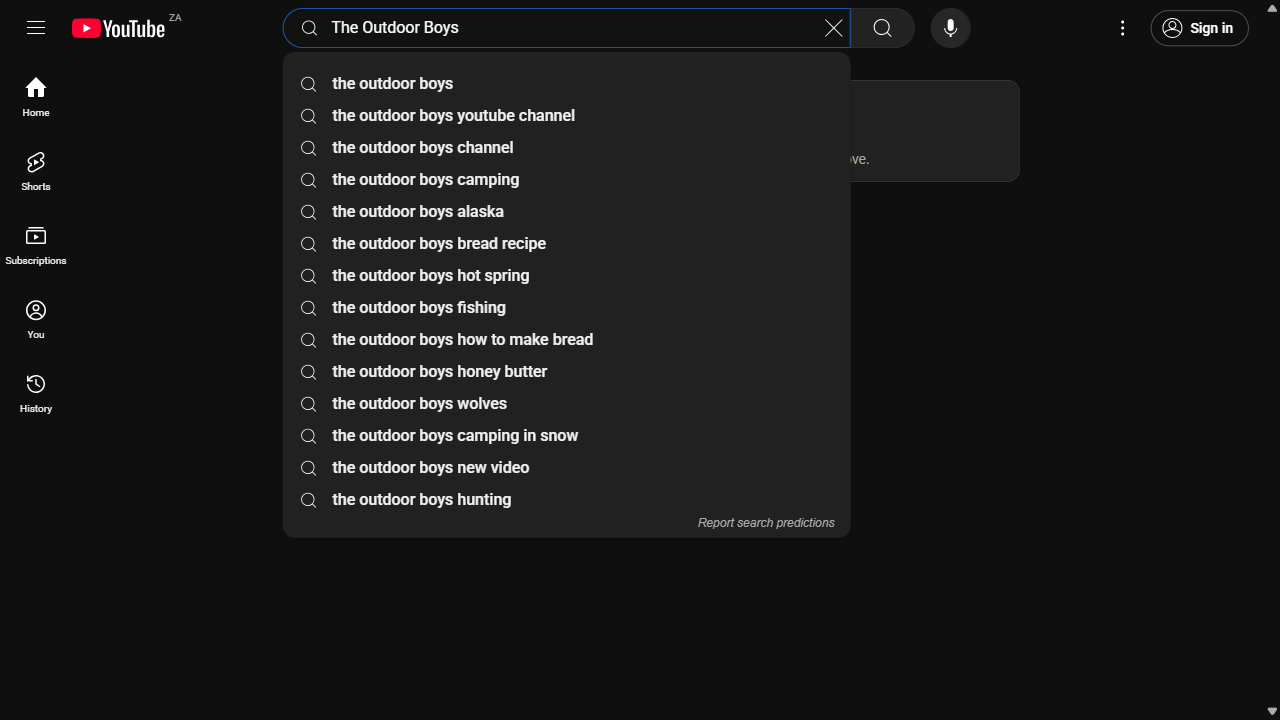 YouTube ZA
The Outdoor Boys
Sign in
Home
Shorts
Subscriptions
You
History
the outdoor boys
the outdoor boys youtube channel
the outdoor boys channel
the outdoor boys camping
the outdoor boys alaska
the outdoor boys bread recipe
the outdoor boys hot spring
the outdoor boys fishing
the outdoor boys how to make bread
the outdoor boys honey butter
the outdoor boys wolves
the outdoor boys camping in snow
the outdoor boys new video
the outdoor boys hunting
Report search predictions